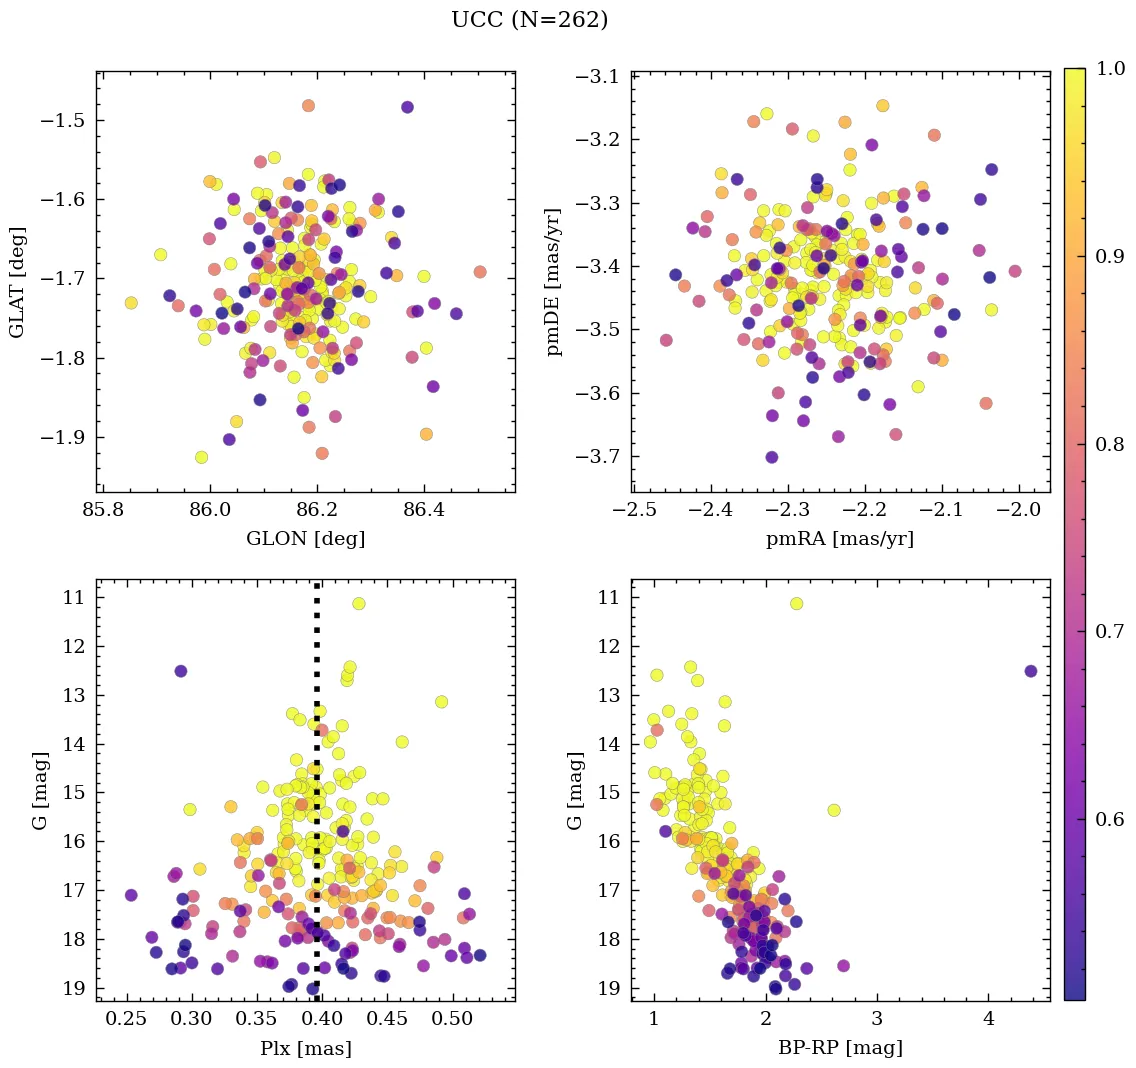 UCC (N=262)
−1.5
−1.6
−1.7
−1.8
−1.9
GLAT [deg]
85.8 86.0 86.2 86.4
GLON [deg]
−3.1
−3.2
−3.3
−3.4
−3.5
−3.6
−3.7
pmDE [mas/yr]
−2.5 −2.4 −2.3 −2.2 −2.1 −2.0
pmRA [mas/yr]
11
12
13
14
15
16
17
18
19
G [mag]
0.25 0.30 0.35 0.40 0.45 0.50
Plx [mas]
11
12
13
14
15
16
17
18
19
G [mag]
1 2 3 4
BP-RP [mag]
1.0
0.9
0.8
0.7
0.6